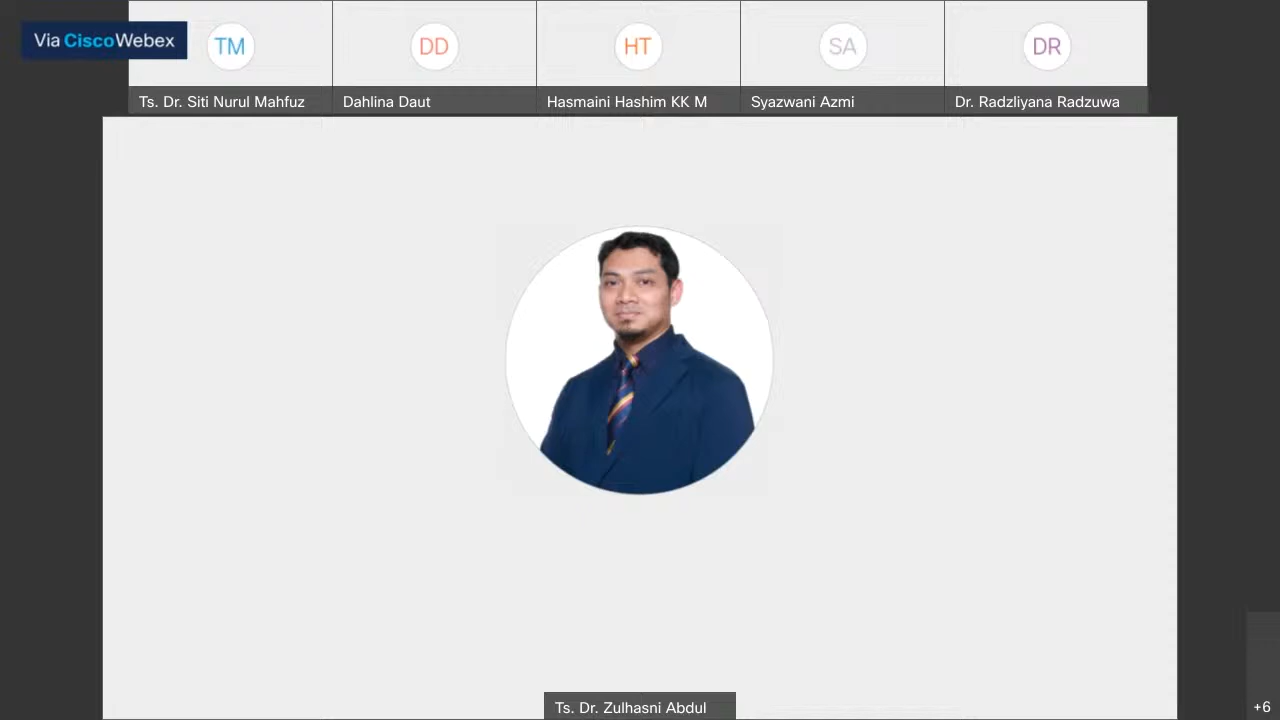 Via CiscoWebex
TM
DD
HT
SA
DR
Ts. Dr. Siti Nurul Mahfuz
Dahlina Daut
Hasmaini Hashim KK M
Syazwani Azmi
Dr. Radzliyana Radzuwa
Ts. Dr. Zulhasni Abdul
+6